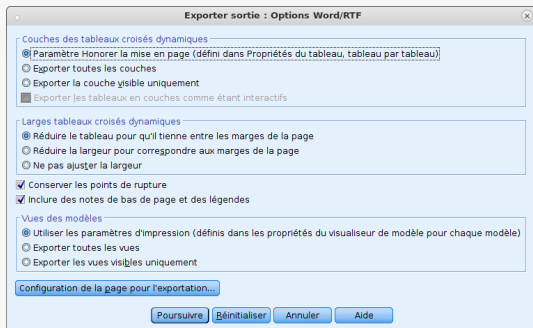 Exporter sortie : Options Word/RTF
Couches des tableaux croisés dynamiques
Paramètre Honorer la mise en page (défini dans Propriétés du tableau, tableau par tableau)
Exporter toutes les couches
Exporter la couche visible uniquement
Exporter les tableaux en couches comme étant interactifs
Larges tableaux croisés dynamiques
Réduire le tableau pour qu'il tienne entre les marges de la page
Réduire la largeur pour correspondre aux marges de la page
Ne pas ajuster la largeur
Conserver les points de rupture
Inclure des notes de bas de page et des légendes
Vues des modèles
Utiliser les paramètres d'impression (définis dans les propriétés du visualiseur de modèle pour chaque modèle)
Exporter toutes les vues
Exporter les vues visibles uniquement
Configuration de la page pour l'exportation...
Poursuivre Réinitialiser Annuler Aide